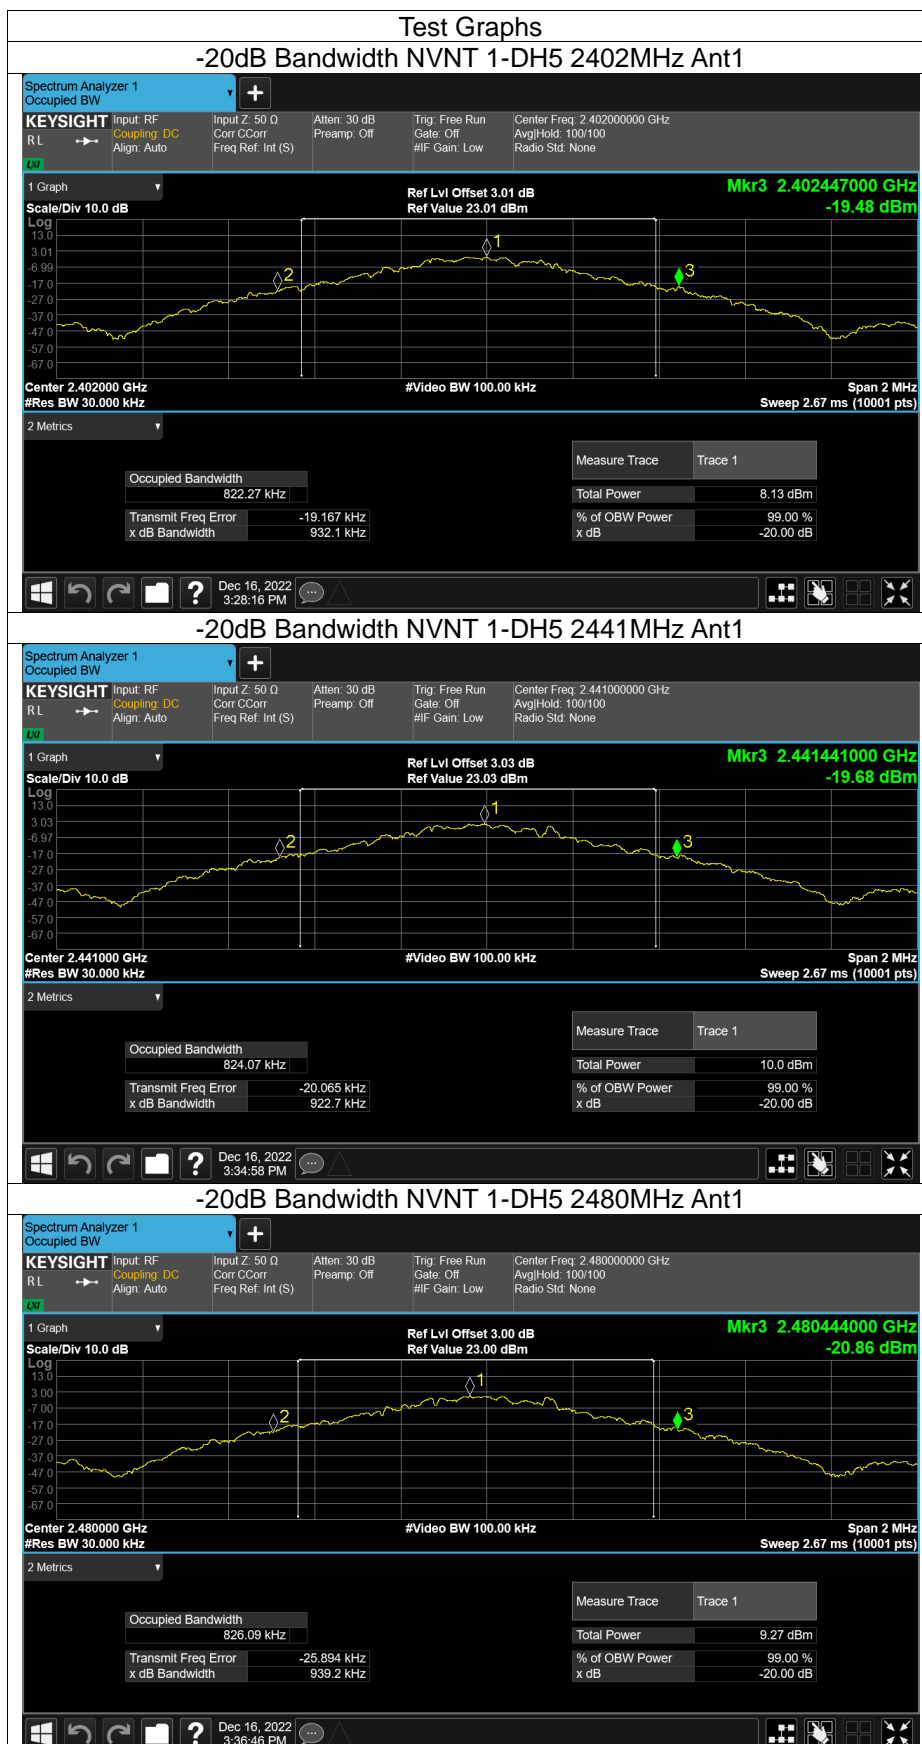 Test Graphs
-20dB Bandwidth NVNT 1-DH5 2402MHz Ant1
Spectrum Analyzer 1
Occupied BW
KEYSIGHT Input: RF Input Z: 50 Ω Atten: 30 dB Trig: Free Run Center Freq: 2.402000000 GHz
R L Coupling: DC Corr CCorr Preamp: Off Gate: Off Avg|Hold: 100/100
Align: Auto Freq Ref: Int (S) #IF Gain: Low Radio Std: None
LXI
1 Graph Ref Lvl Offset 3.01 dB Mkr3 2.402447000 GHz
Scale/Div 10.0 dB Ref Value 23.01 dBm -19.48 dBm
Log
13.0
3.01
-6.99
-17.0
-27.0
-37.0
-47.0
-57.0
-67.0
1
2
3
Center 2.402000 GHz #Video BW 100.00 kHz Span 2 MHz
#Res BW 30.000 kHz Sweep 2.67 ms (10001 pts)
2 Metrics
Measure Trace Trace 1
Occupied Bandwidth
822.27 kHz Total Power 8.13 dBm
Transmit Freq Error -19.167 kHz % of OBW Power 99.00 %
x dB Bandwidth 932.1 kHz x dB -20.00 dB
? Dec 16, 2022
3:28:16 PM
-20dB Bandwidth NVNT 1-DH5 2441MHz Ant1
Spectrum Analyzer 1
Occupied BW
KEYSIGHT Input: RF Input Z: 50 Ω Atten: 30 dB Trig: Free Run Center Freq: 2.441000000 GHz
R L Coupling: DC Corr CCorr Preamp: Off Gate: Off Avg|Hold: 100/100
Align: Auto Freq Ref: Int (S) #IF Gain: Low Radio Std: None
LXI
1 Graph Ref Lvl Offset 3.03 dB Mkr3 2.441441000 GHz
Scale/Div 10.0 dB Ref Value 23.03 dBm -19.68 dBm
Log
13.0
3.03
-6.97
-17.0
-27.0
-37.0
-47.0
-57.0
-67.0
1
2
3
Center 2.441000 GHz #Video BW 100.00 kHz Span 2 MHz
#Res BW 30.000 kHz Sweep 2.67 ms (10001 pts)
2 Metrics
Measure Trace Trace 1
Occupied Bandwidth
824.07 kHz Total Power 10.0 dBm
Transmit Freq Error -20.065 kHz % of OBW Power 99.00 %
x dB Bandwidth 922.7 kHz x dB -20.00 dB
? Dec 16, 2022
3:34:58 PM
-20dB Bandwidth NVNT 1-DH5 2480MHz Ant1
Spectrum Analyzer 1
Occupied BW
KEYSIGHT Input: RF Input Z: 50 Ω Atten: 30 dB Trig: Free Run Center Freq: 2.480000000 GHz
R L Coupling: DC Corr CCorr Preamp: Off Gate: Off Avg|Hold: 100/100
Align: Auto Freq Ref: Int (S) #IF Gain: Low Radio Std: None
LXI
1 Graph Ref Lvl Offset 3.00 dB Mkr3 2.480444000 GHz
Scale/Div 10.0 dB Ref Value 23.00 dBm -20.86 dBm
Log
13.0
3.00
-7.00
-17.0
-27.0
-37.0
-47.0
-57.0
-67.0
1
2
3
Center 2.480000 GHz #Video BW 100.00 kHz Span 2 MHz
#Res BW 30.000 kHz Sweep 2.67 ms (10001 pts)
2 Metrics
Measure Trace Trace 1
Occupied Bandwidth
826.09 kHz Total Power 9.27 dBm
Transmit Freq Error -25.894 kHz % of OBW Power 99.00 %
x dB Bandwidth 939.2 kHz x dB -20.00 dB
? Dec 16, 2022
3:36:46 PM